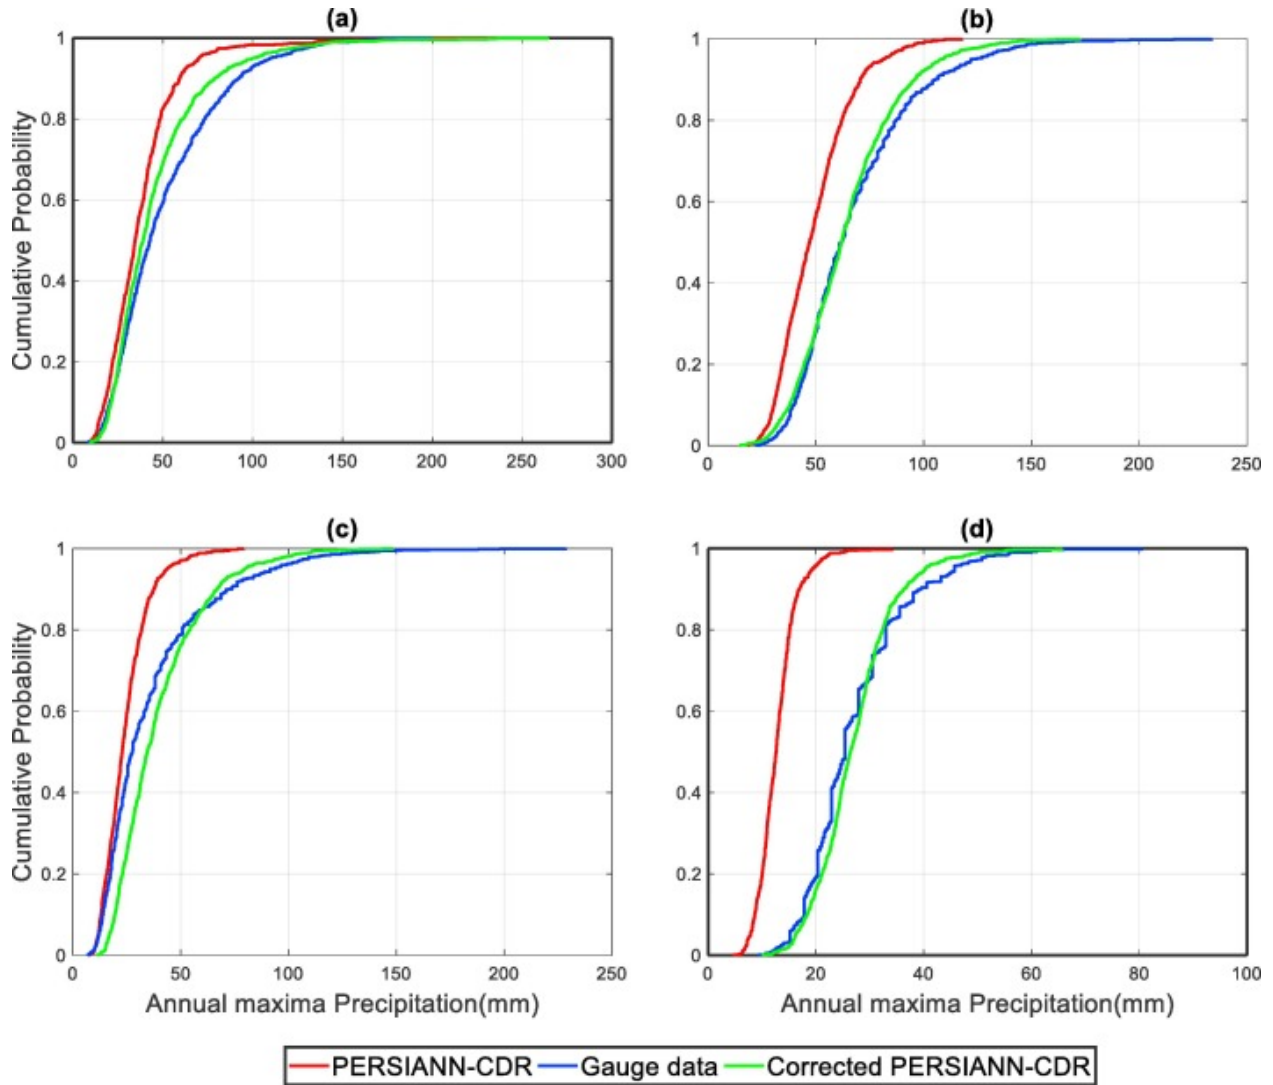 (a)
(b)
Cumulative Probability
1
0.8
0.6
0.4
0.2
0
0 50 100 150 200 250 300
1
0.8
0.6
0.4
0.2
0
0 50 100 150 200 250
(c)
(d)
Cumulative Probability
1
0.8
0.6
0.4
0.2
0
0 50 100 150 200 250
Annual maxima Precipitation(mm)
1
0.8
0.6
0.4
0.2
0
0 20 40 60 80 100
Annual maxima Precipitation(mm)
PERSIANN-CDR Gauge data Corrected PERSIANN-CDR